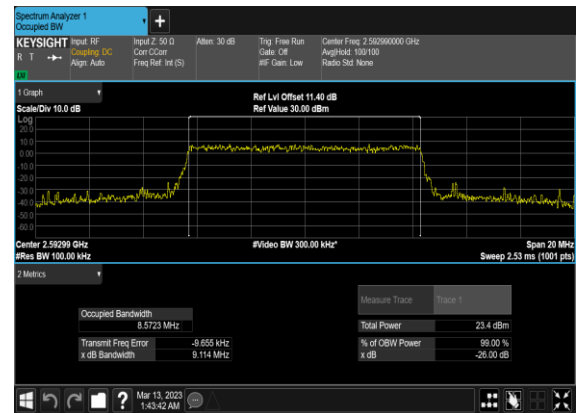 Spectrum Analyzer 1
Occupied BW
KEYSIGHT
R T
LW
Input: RF
Coupling: DC
Align: Auto
Input Z: 50 Ω
Corr CCorr
Freq Ref: Int (S)
Atten: 30 dB
Trig: Free Run
Gate: Off
#IF Gain: Low
Center Freq: 2.592990000 GHz
Avg|Hold: 100/100
Radio Std: None
1 Graph
Scale/Div 10.0 dB
Ref Lvl Offset 11.40 dB
Ref Value 30.00 dBm
Log
20.0
10.0
0.00
-10.0
-20.0
-30.0
-40.0
-50.0
-60.0
Center 2.59299 GHz
#Res BW 100.00 kHz
#Video BW 300.00 kHz*
Span 20 MHz
Sweep 2.53 ms (1001 pts)
2 Metrics
Measure Trace
Trace 1
Occupied Bandwidth
8.5723 MHz
Total Power
23.4 dBm
Transmit Freq Error
-9.655 kHz
% of OBW Power
99.00 %
x dB Bandwidth
9.114 MHz
x dB
-26.00 dB
?
Mar 13, 2023
1:43:42 AM